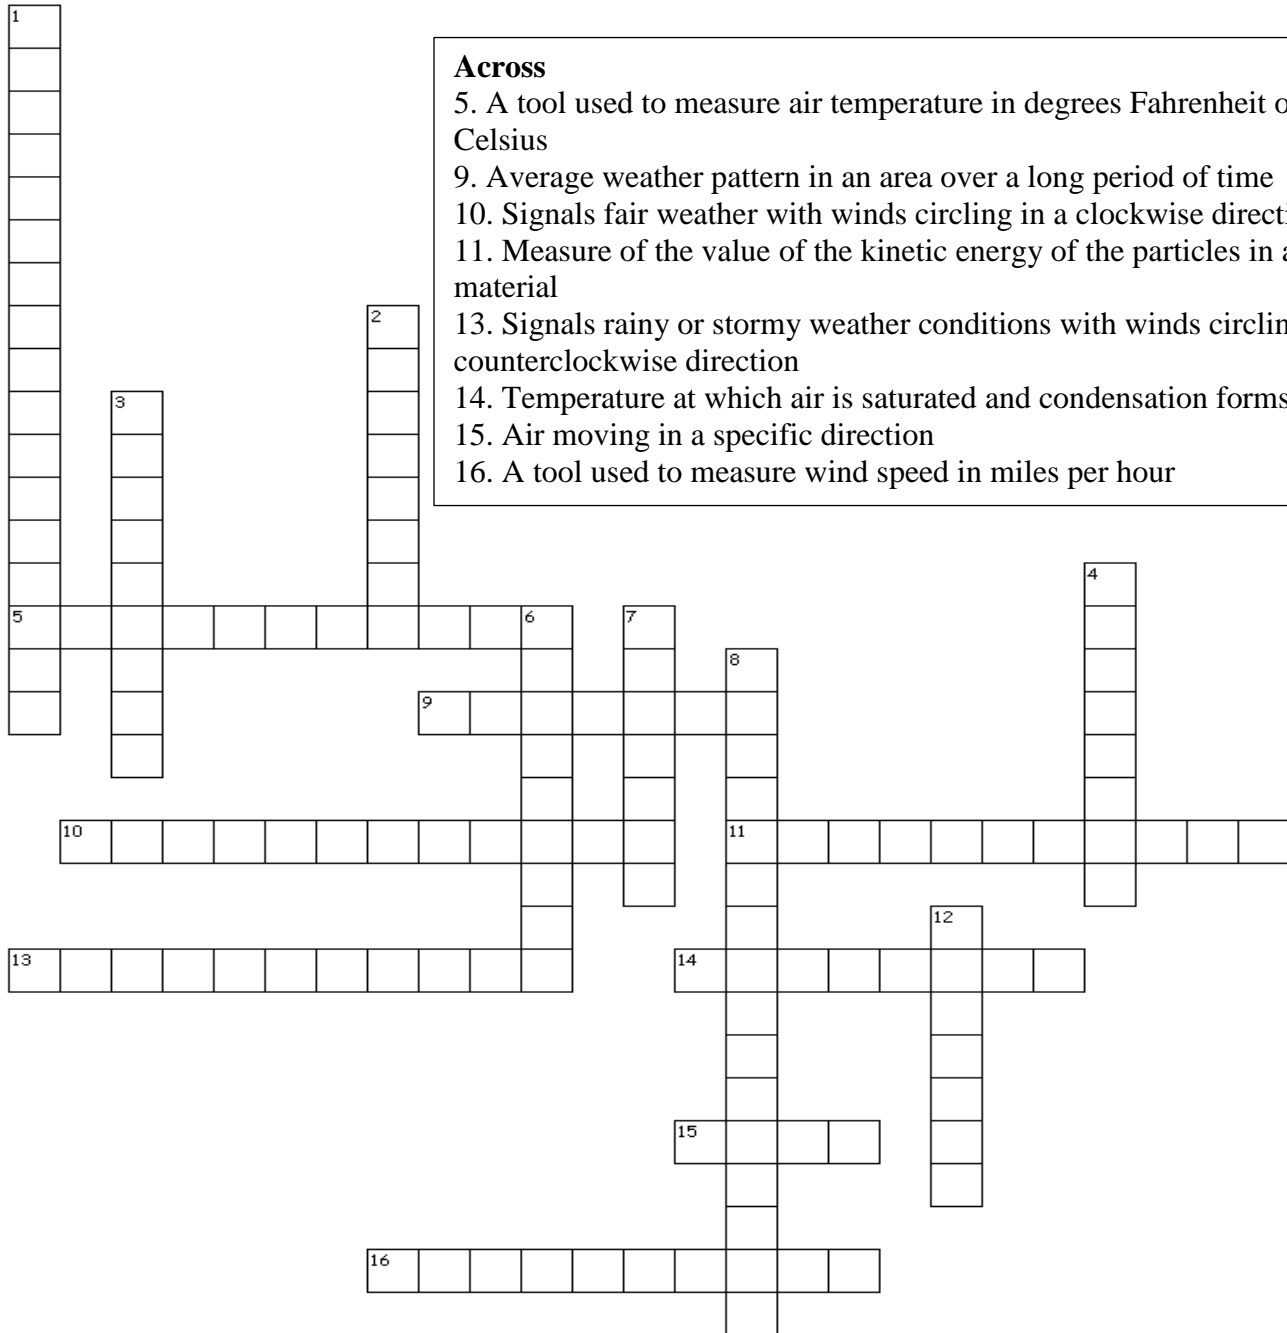 1
Across
5. A tool used to measure air temperature in degrees Fahrenheit
Celsius
9. Average weather pattern in an area over a long period of time
10. Signals fair weather with winds circling in a clockwise
11. Measure of the value of the kinetic energy of the particles in
material
2
13. Signals rainy or stormy weather conditions with winds
counterclockwise direction
3
14. Temperature at which air is saturated and condensation forms
15. Air moving in a specific direction
16. A tool used to measure wind speed in miles per hour
4
5 6 7
8
9
10 11
12
13 14
15
16